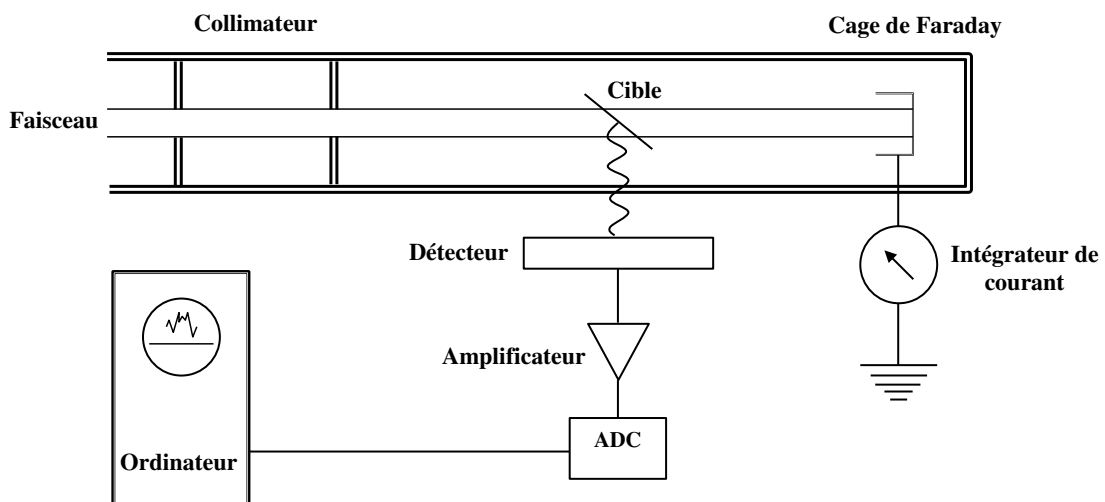 Collimateur
Cage de Faraday
Cible
Faisceau
Détecteur
Intégrateur de
courant
Amplificateur
ADC
Ordinateur